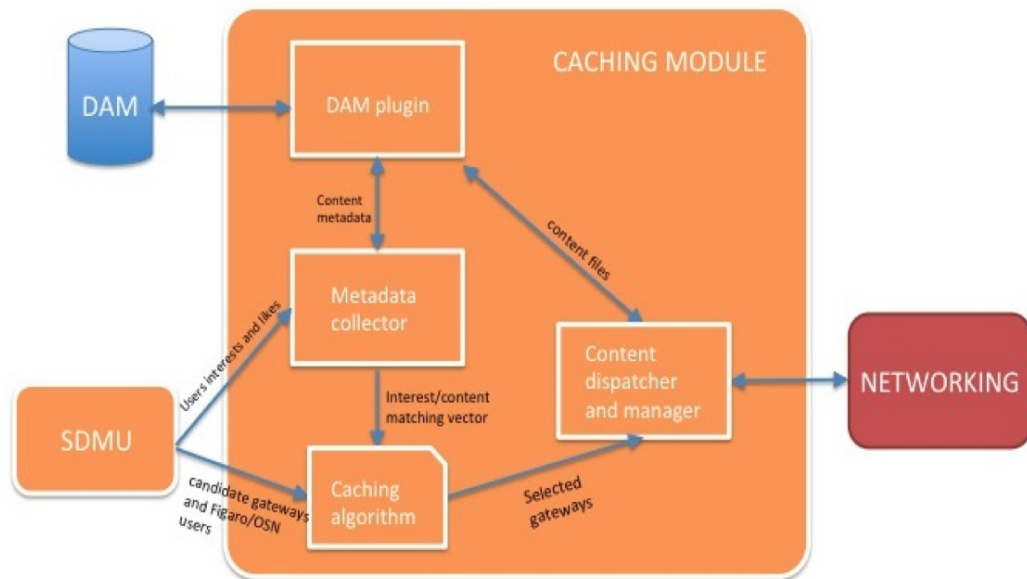 CACHING MODULE
DAM
DAM plugin
Content
metadata
content files
Metadata
collector
Users interests and likes
Content
dispatcher
and manager
NETWORKING
Interest/content
matching vector
SDMU
candidate gateways
and Figaro/OSN
users
Caching
algorithm
Selected
gateways